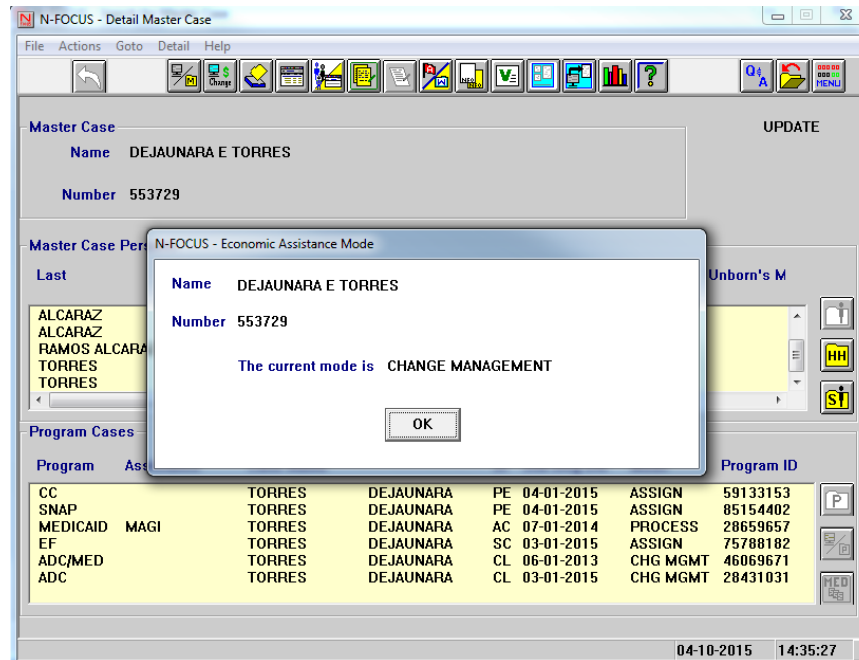 N-FOCUS - Detail Master Case
File Actions Goto Detail Help
M Change NEO V= Q A MENU
Master Case
UPDATE
Name DEJAUNARA E TORRES
Number 553729
Master Case Pers
Last Unborn's M
ALCARAZ
ALCARAZ
RAMOS ALCARA
TORRES
TORRES
HH
S
N-FOCUS - Economic Assistance Mode
Name DEJAUNARA E TORRES
Number 553729
The current mode is CHANGE MANAGEMENT
OK
Program Cases
Program Ass Program ID
CC TORRES DEJAUNARA PE 04-01-2015 ASSIGN 59133153
SNAP TORRES DEJAUNARA PE 04-01-2015 ASSIGN 85154402
MEDICAID MAGI TORRES DEJAUNARA AC 07-01-2014 PROCESS 28659657
EF TORRES DEJAUNARA SC 03-01-2015 ASSIGN 75788182
ADC/MED TORRES DEJAUNARA CL 06-01-2013 CHG MGMT 46069671
ADC TORRES DEJAUNARA CL 03-01-2015 CHG MGMT 28431031
P
P
MED
04-10-2015 14:35:27